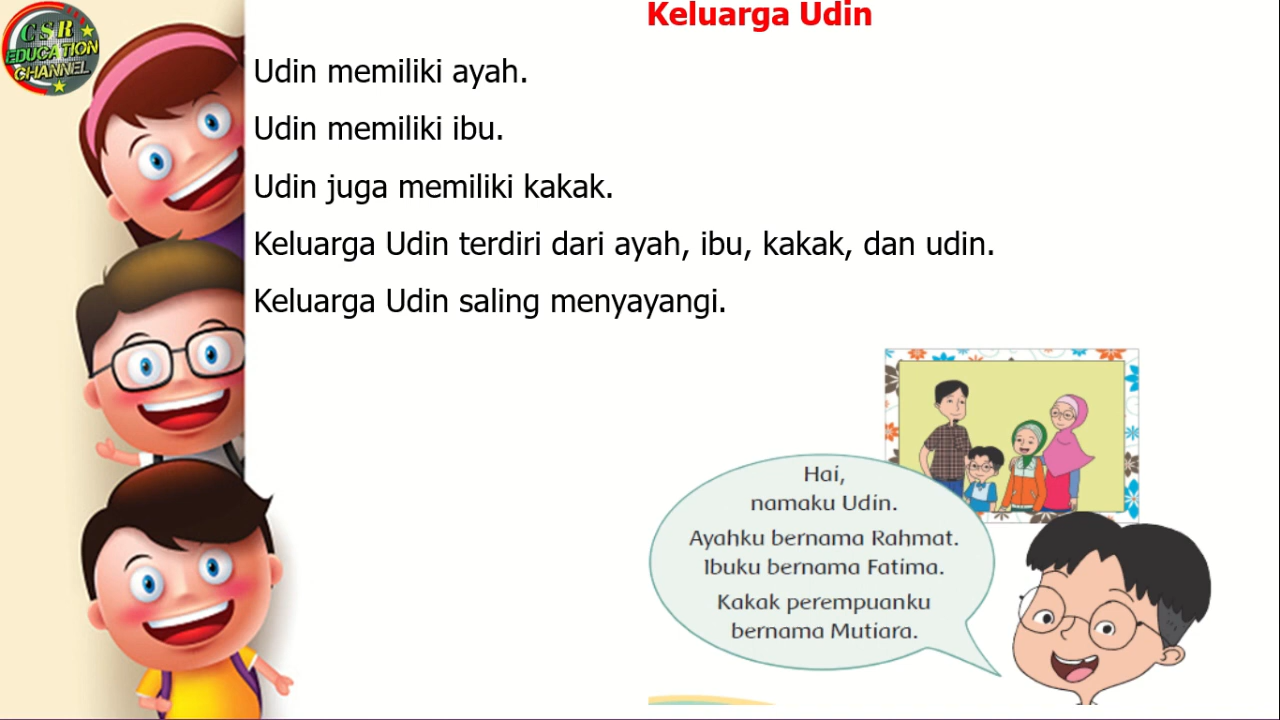 CSR
EDUCATION
CHANNEL
Keluarga Udin
Udin memiliki ayah.
Udin memiliki ibu.
Udin juga memiliki kakak.
Keluarga Udin terdiri dari ayah, ibu, kakak, dan udin.
Keluarga Udin saling menyayangi.
Hai,
namaku Udin.
Ayahku bernama Rahmat.
Ibuku bernama Fatima.
Kakak perempuanku
bernama Mutiara.